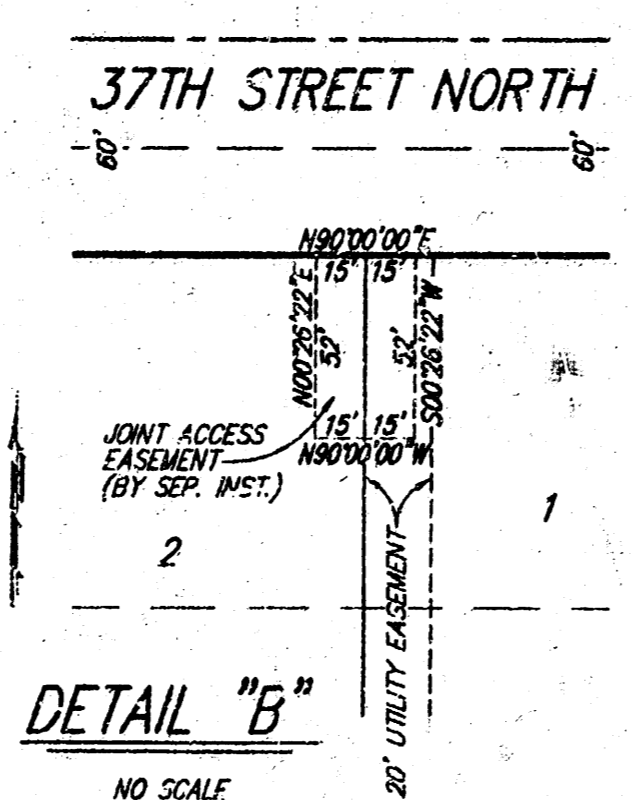 37TH STREET NORTH
60'
60'
N90°00'00"E
15' 15'
N00°26'22"E
52'
52'
S00°26'22"W
15' 15'
N90°00'00"W
JOINT ACCESS
EASEMENT
(BY SEP. INST.)
2
1
20' UTILITY EASEMENT
DETAIL "B"
NO SCALE